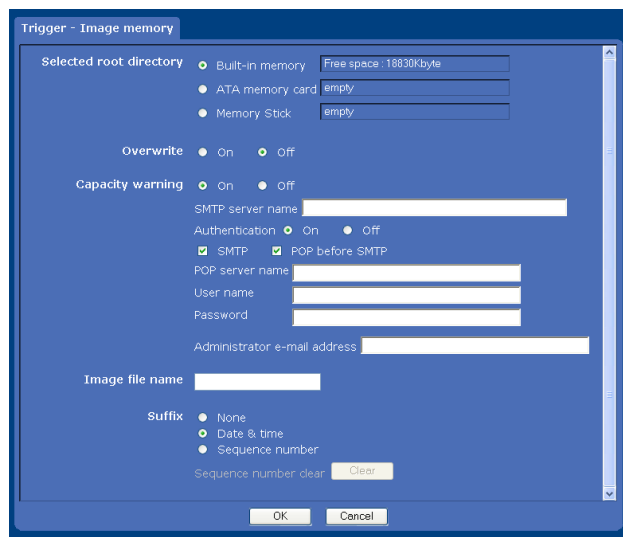 Trigger - Image memory
Selected root directory Built-in memory Free space : 18830Kbyte
ATA memory card empty
Memory Stick empty
Overwrite On Off
Capacity warning On Off
SMTP server name
Authentication On Off
SMTP POP before SMTP
POP server name
User name
Password
Administrator e-mail address
Image file name
Suffix None
Date & time
Sequence number
Sequence number clear Clear
OK Cancel